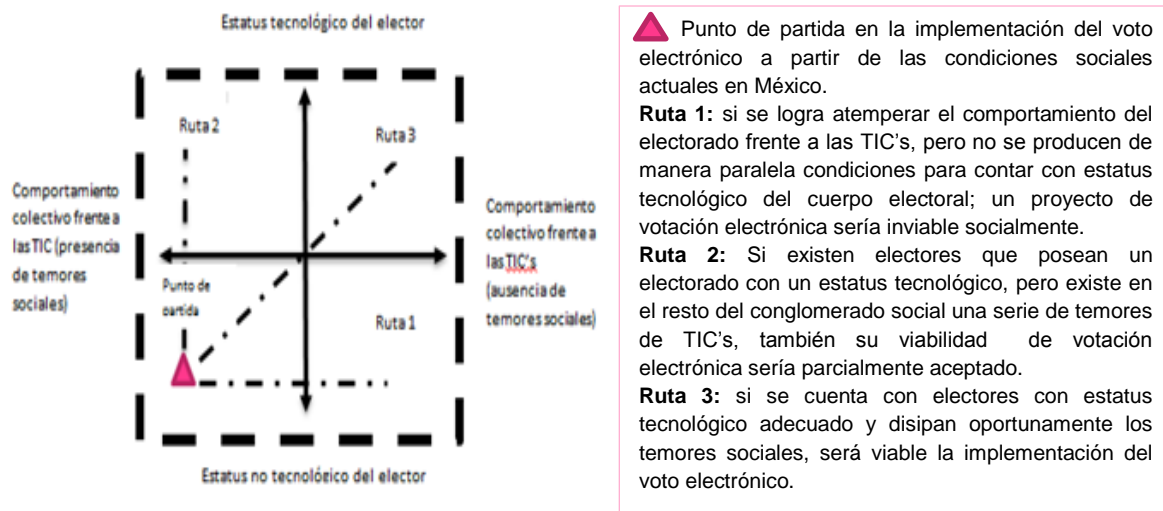 Estatus tecnológico del elector
Ruta 2
Ruta 3
Comportamiento
colectivo frente a
las TIC (presencia
de temores
sociales)
Punto de
partida
Comportamiento
colectivo frente a
las TIC's
(ausencia de
temores sociales)
Ruta 1
Estatus no tecnológico del elector
Punto de partida en la implementación del voto
electrónico a partir de las condiciones sociales
actuales en México.
Ruta 1: si se logra atemperar el comportamiento del
electorado frente a las TIC's, pero no se producen de
manera paralela condiciones para contar con estatus
tecnológico del cuerpo electoral; un proyecto de
votación electrónica sería inviable socialmente.
Ruta 2: Si existen electores que posean un
electorado con un estatus tecnológico, pero existe en
el resto del conglomerado social una serie de temores
de TIC's, también su viabilidad de votación
electrónica sería parcialmente aceptado.
Ruta 3: si se cuenta con electores con estatus
tecnológico adecuado y disipan oportunamente los
temores sociales, será viable la implementación del
voto electrónico.